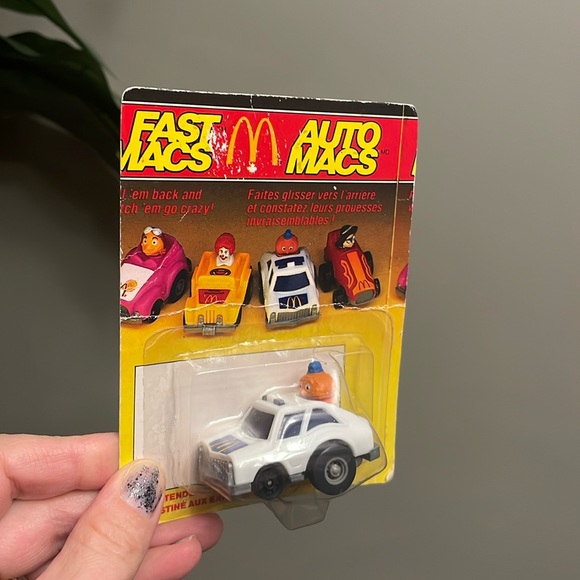 FAST MACS
AUTO MACS
MD
'em back and
'em go crazy!
Faites glisser vers l'arrière
et constatez leurs prouesses
invraisemblables!